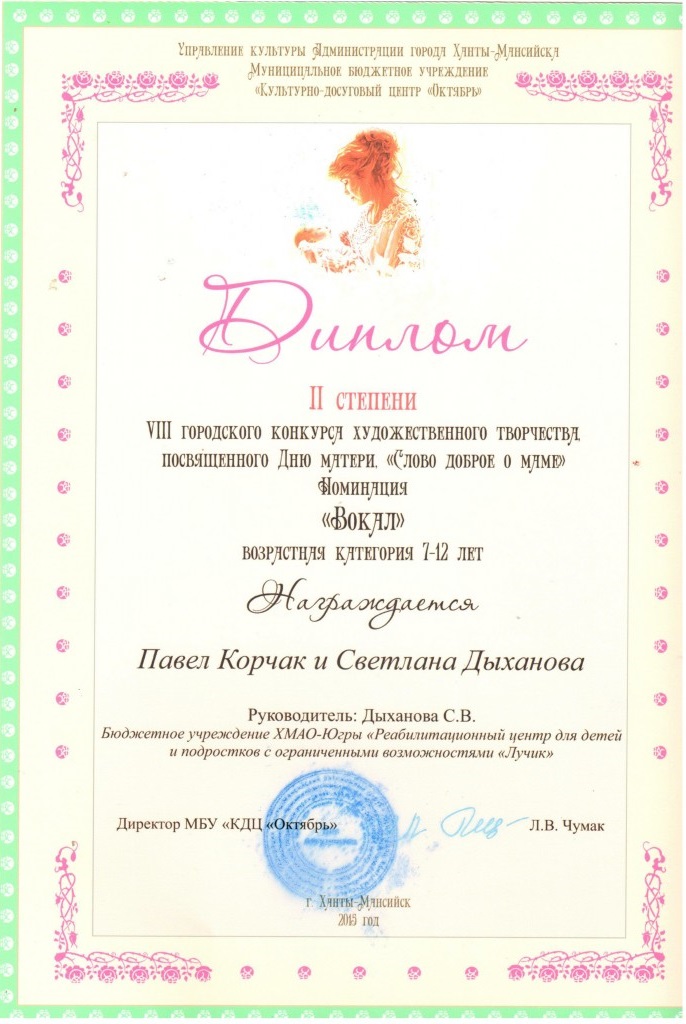 Управление культуры Администрации города Ханты-Мансийска
Муниципальное бюджетное учреждение
«Культурно-досуговый центр «Октябрь»
Диплом
II степени
VIII городского конкурса художественного творчества,
посвященного Дню матери, «Слово доброе о маме»
Номинация
«Вокал»
возрастная категория 7-12 лет
Награждается
Павел Корчак и Светлана Дыханова
Руководитель: Дыханова С.В.
Бюджетное учреждение ХМАО-Югры «Реабилитационный центр для детей
и подростков с ограниченными возможностями «Лучик»
Директор МБУ «КДЦ «Октябрь» Л.В. Чумак
г. Ханты-Мансийск
2015 год